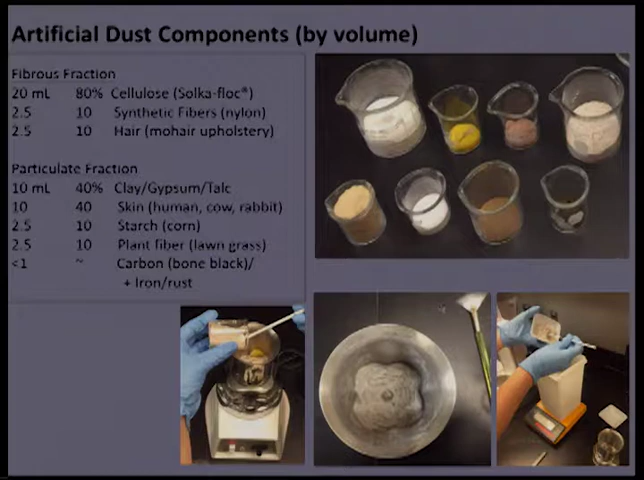 Artificial Dust Components (by volume)
Fibrous Fraction
20 mL 80% Cellulose (Solka-floc®)
2.5 10 Synthetic Fibers (nylon)
2.5 10 Hair (mohair upholstery)
Particulate Fraction
10 mL 40% Clay/Gypsum/Talc
10 40 Skin (human, cow, rabbit)
2.5 10 Starch (corn)
2.5 10 Plant fiber (lawn grass)
<1 ~ Carbon (bone black)/
+ Iron/rust